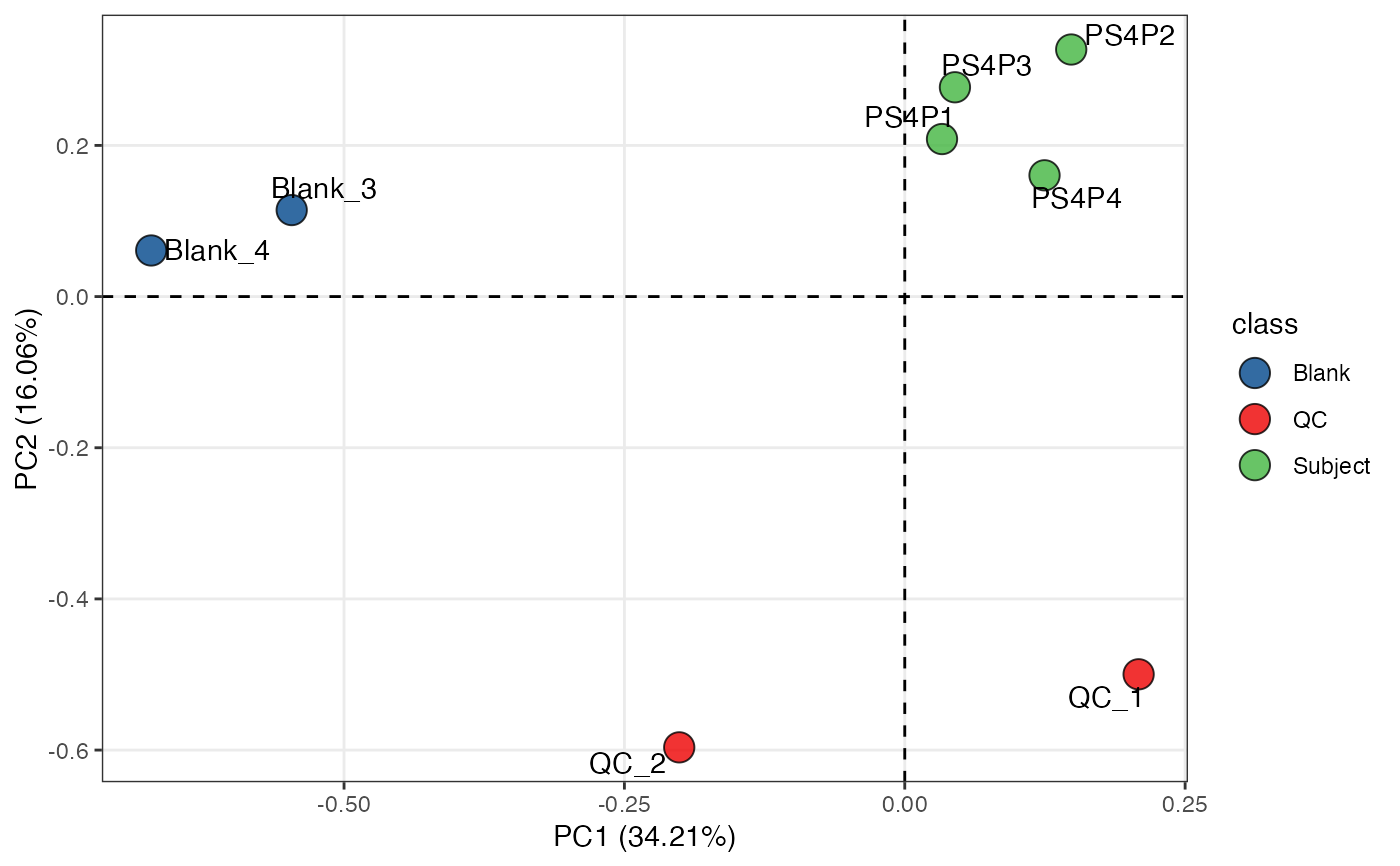 PS4P2
PS4P3
PS4P1
PS4P4
Blank_3
Blank_4
QC_1
QC_2
0.2
0.0
-0.2
-0.4
-0.6
-0.50
-0.25
0.00
0.25
PC1 (34.21%)
PC2 (16.06%)
class
Blank
QC
Subject